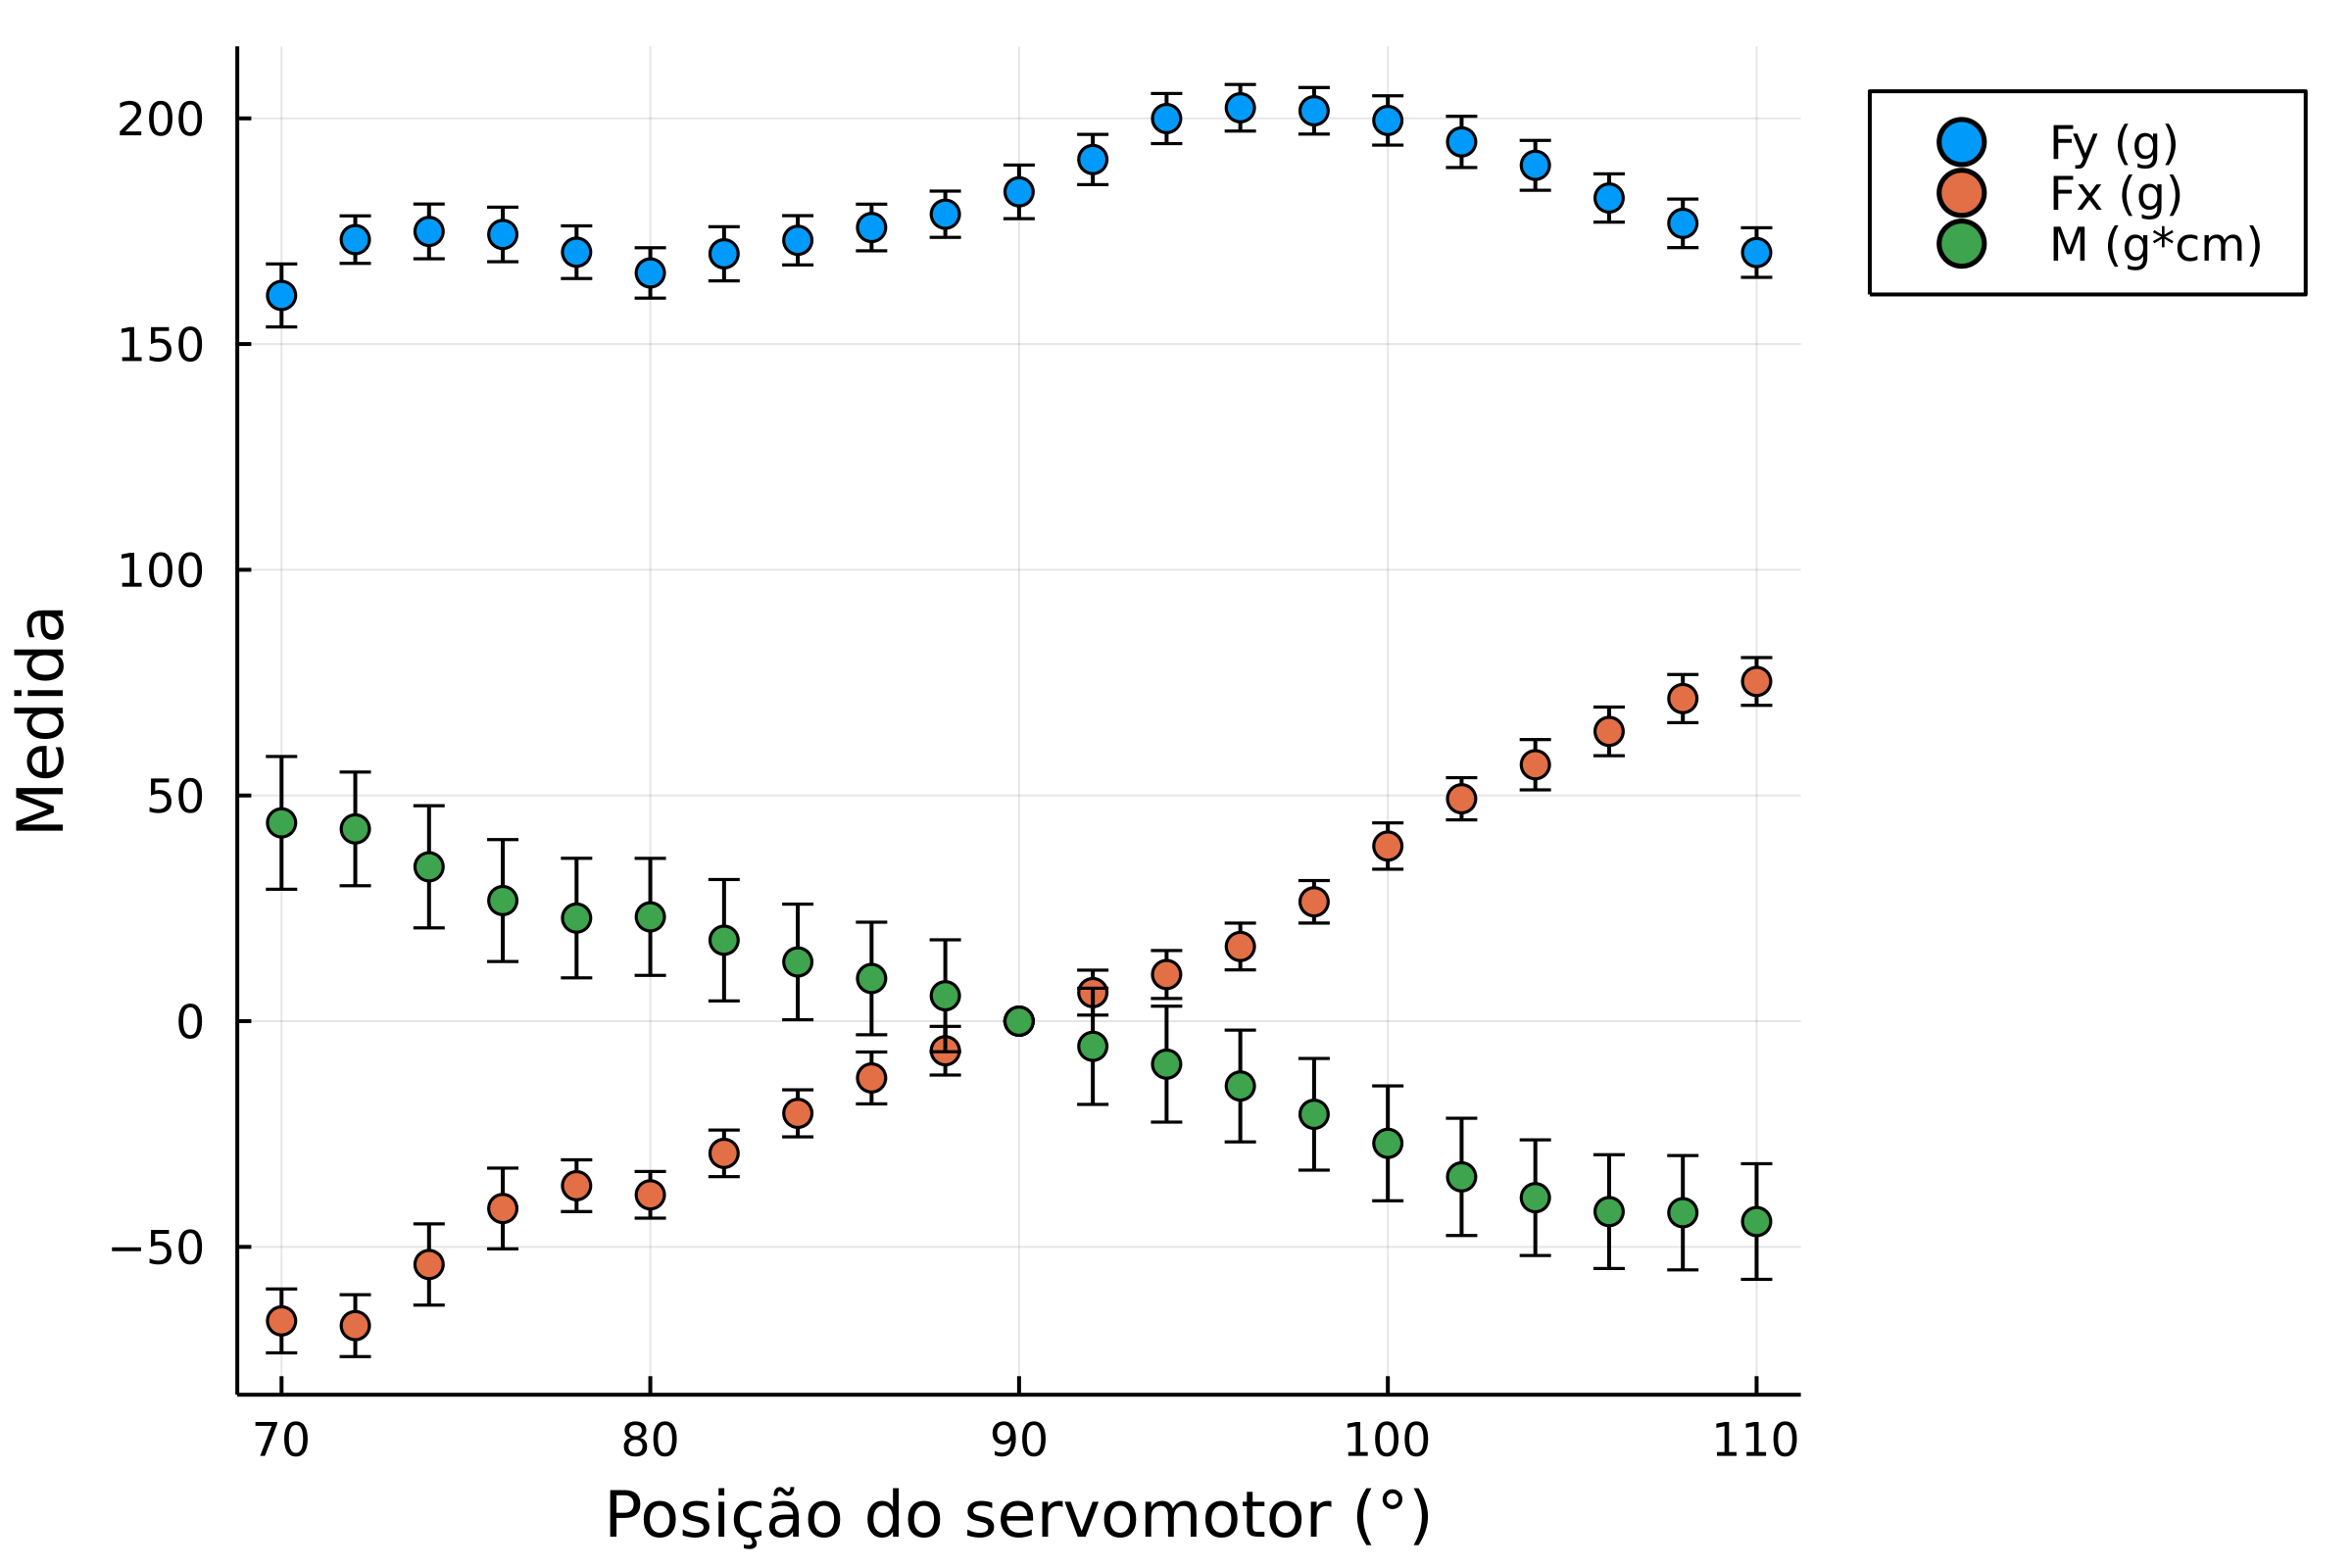 Fy (g)
Fx (g)
M (g*cm)
200
150
100
50
0
−50
Medida
70 80 90 100 110
Posição do servomotor (°)